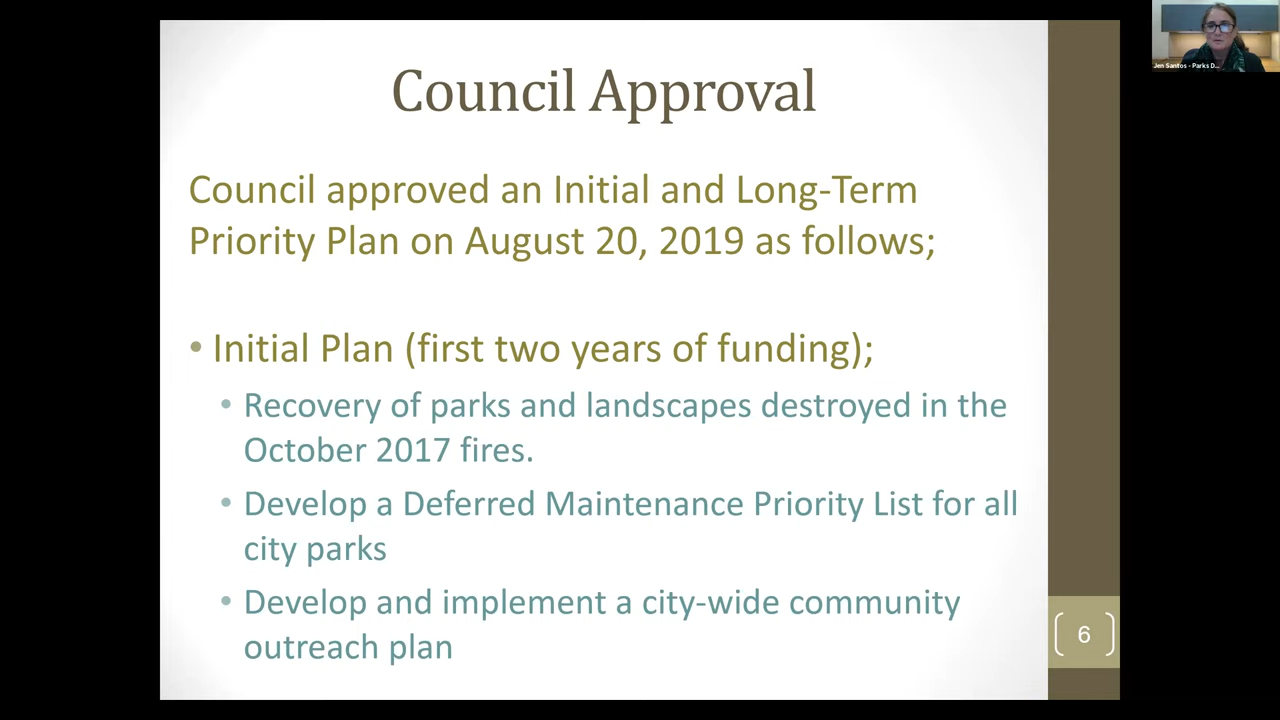 Council Approval
Council approved an Initial and Long-Term
Priority Plan on August 20, 2019 as follows;
• Initial Plan (first two years of funding);
• Recovery of parks and landscapes destroyed in the
October 2017 fires.
• Develop a Deferred Maintenance Priority List for all
city parks
• Develop and implement a city-wide community
outreach plan
6
Jen Santos - Parks D...